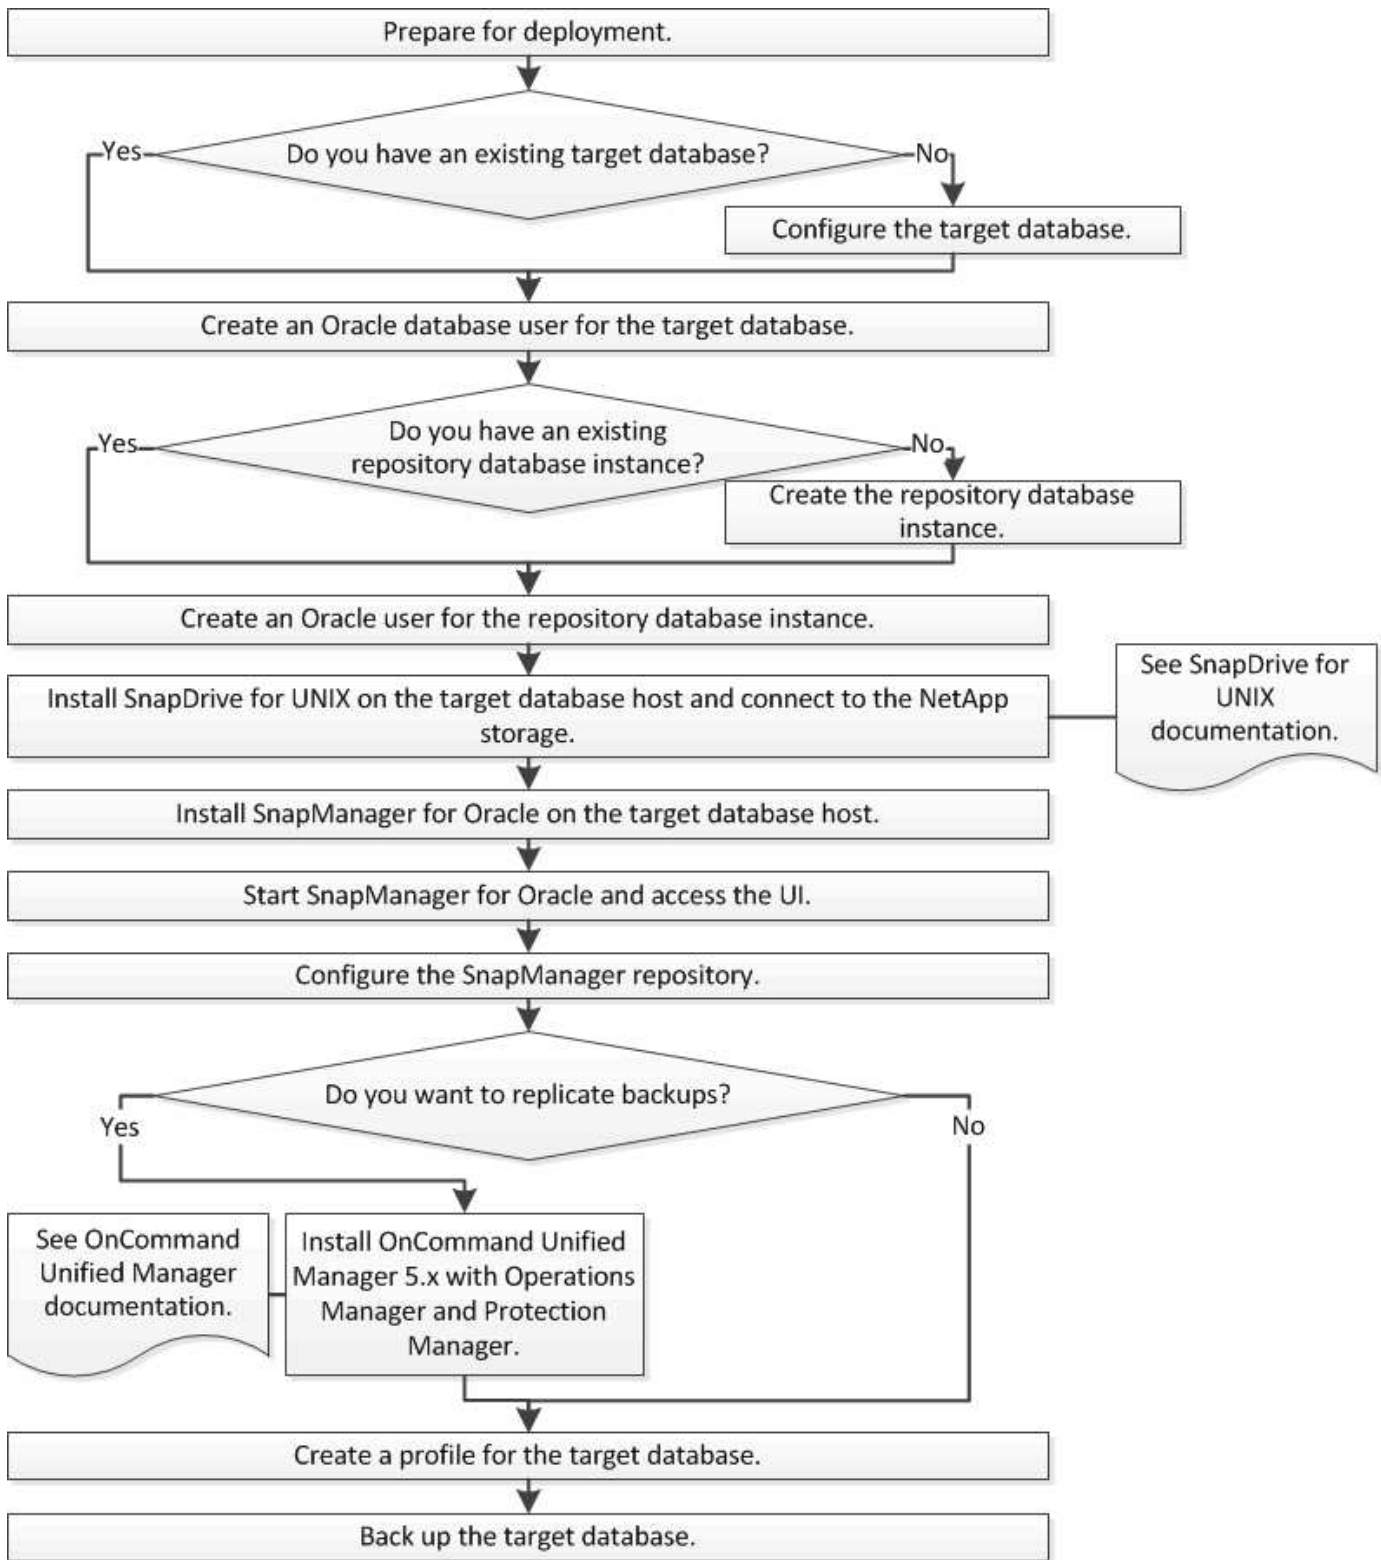 Prepare for deployment.
Do you have an existing target database?
Yes
No
Configure the target database.
Create an Oracle database user for the target database.
Do you have an existing
repository database instance?
Yes
No
Create the repository database
instance.
Create an Oracle user for the repository database instance.
Install SnapDrive for UNIX on the target database host and connect to the NetApp
storage.
See SnapDrive for
UNIX
documentation.
Install SnapManager for Oracle on the target database host.
Start SnapManager for Oracle and access the UI.
Configure the SnapManager repository.
Do you want to replicate backups?
Yes
No
See OnCommand
Unified Manager
documentation.
Install OnCommand Unified
Manager 5.x with Operations
Manager and Protection
Manager.
Create a profile for the target database.
Back up the target database.